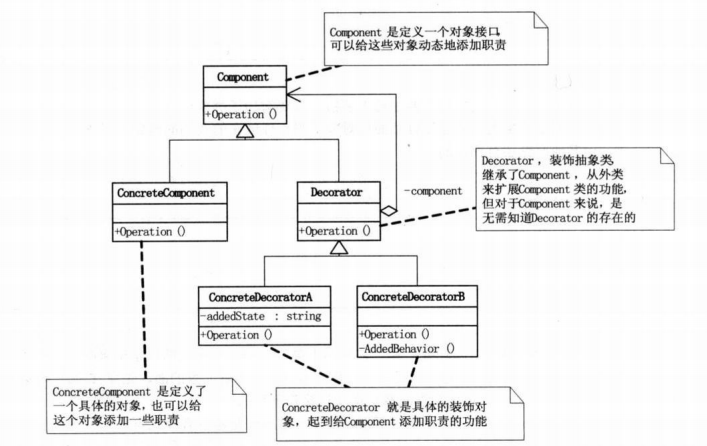 Component 是定义一个对象接口,
可以给这些对象动态地添加职责
Component
+Operation ()
Decorator , 装饰抽象类,
继承了Component , 从外类
来扩展Component 类的功能,
但对于Component 来说, 是
无需知道Decorator 的存在的
-component
ConcreteComponent
+Operation ()
Decorator
+Operation ()
ConcreteDecoratorA
-addedState : string
+Operation ()
ConcreteDecoratorB
+Operation ()
-AddedBehavior ()
ConcreteComponent 是定义了
一个具体的对象, 也可以给
这个对象添加一些职责
ConcreteDecorator 就是具体的装饰对
象, 起到给Component 添加职责的功能